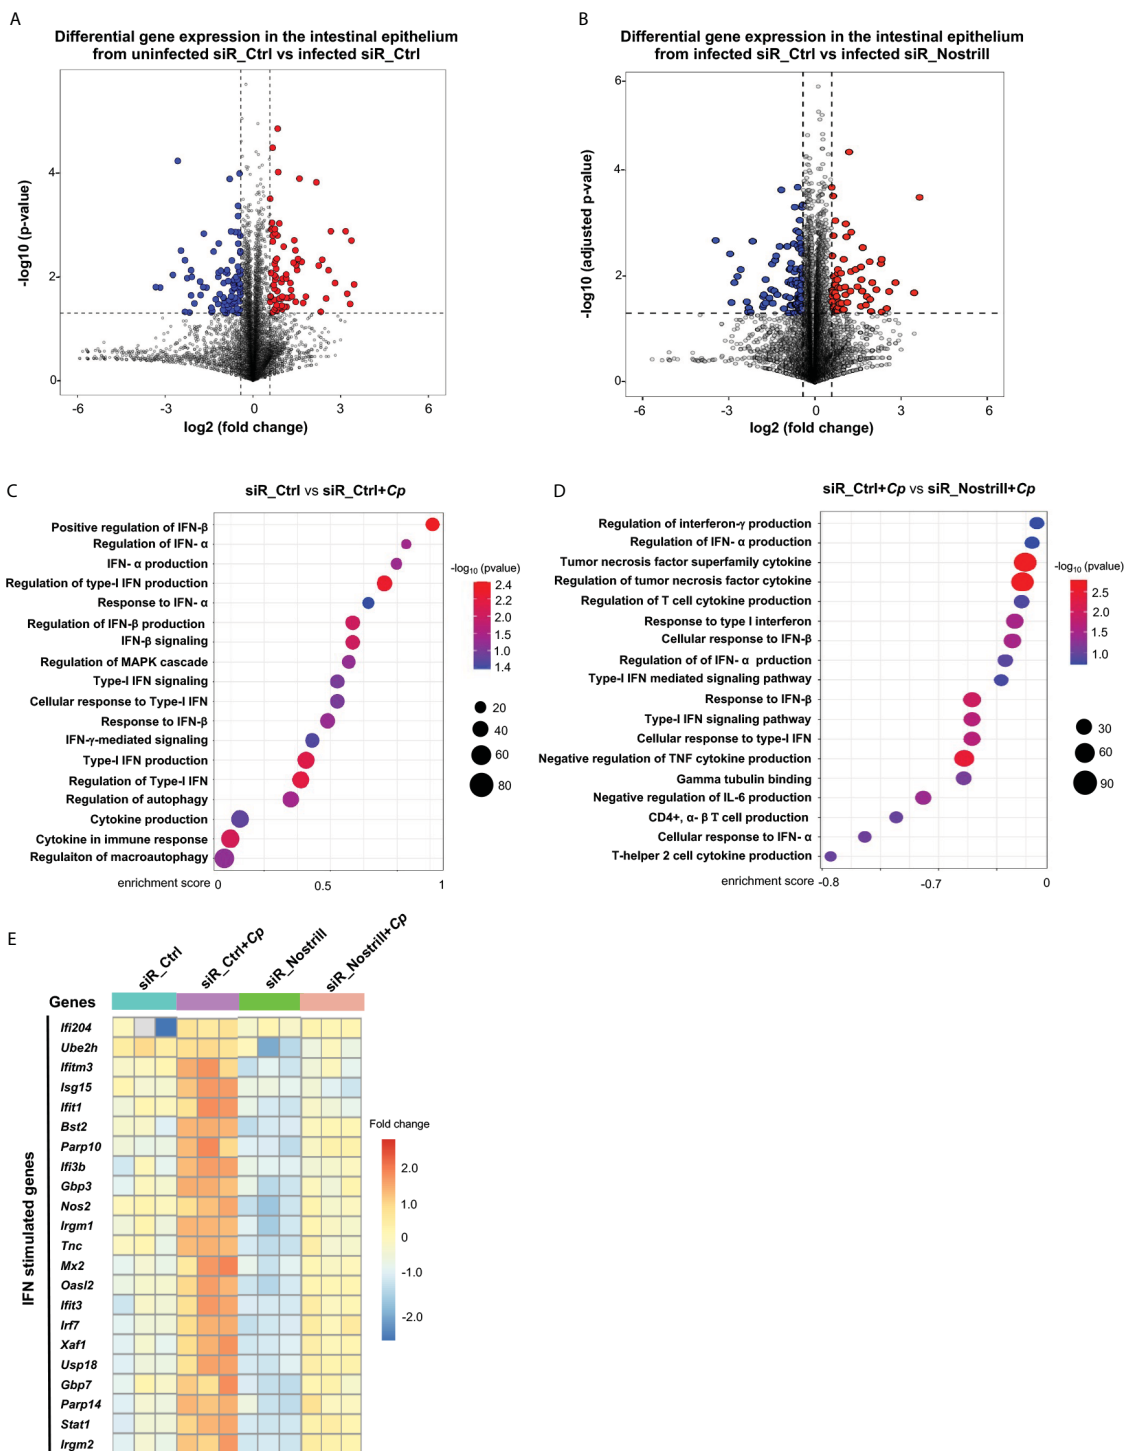 A
Differential gene expression in the intestinal epithelium
from uninfected siR_Ctrl vs infected siR_Ctrl
-log10 (p-value)
4
2
0
-6
-3
0
3
6
log2 (fold change)
B
Differential gene expression in the intestinal epithelium
from infected siR_Ctrl vs infected siR_Nostrill
-log10 (adjusted p-value)
6
4
2
0
-6
-3
0
3
6
log2 (fold change)
C
siR_Ctrl vs siR_Ctrl+Cp
Positive regulation of IFN-β
Regulation of IFN- α
IFN- α production
Regulation of type-I IFN production
Response to IFN- α
Regulation of IFN-β production
IFN-β signaling
Regulation of MAPK cascade
Type-I IFN signaling
Cellular response to Type-I IFN
Response to IFN-β
IFN-γ-mediated signaling
Type-I IFN production
Regulation of Type-I IFN
Regulation of autophagy
Cytokine production
Cytokine in immune response
Regulaiton of macroautophagy
enrichment score
0
0.5
1
-log10 (pvalue)
2.4
2.0
1.5
1.0
1.4
20
40
60
80
D
siR_Ctrl+Cp vs siR_Nostrill+Cp
Regulation of interferon-γ production
Regulation of IFN- α production
Tumor necrosis factor superfamily cytokine
Regulation of tumor necrosis factor cytokine
Regulation of T cell cytokine production
Response to type I interferon
Cellular response to IFN-β
Regulation of of IFN- α prduction
Type-I IFN mediated signaling pathway
Response to IFN-β
Type-I IFN signaling pathway
Cellular response to type-I IFN
Negative regulation of TNF cytokine production
Gamma tubulin binding
Negative regulation of IL-6 production
CD4+, α- β T cell production
Cellular response to IFN- α
T-helper 2 cell cytokine production
enrichment score
-0.8
-0.7
0
-log10 (pvalue)
2.5
2.0
1.5
1.0
30
60
90
E
siR_Ctrl
siR_Ctrl+Cp
siR_Nostrill
siR_Nostrill+Cp
Genes
IFN stimulated genes
Ifi204
Ube2h
Ifitm3
Isg15
Ifit1
Bst2
Parp10
Ifi3b
Gbp3
Nos2
Irgm1
Tnc
Mx2
Oasl2
Ifit3
Irf7
Xaf1
Usp18
Gbp7
Parp14
Stat1
Irgm2
Fold change
2.0
1.0
0
-1.0
-2.0